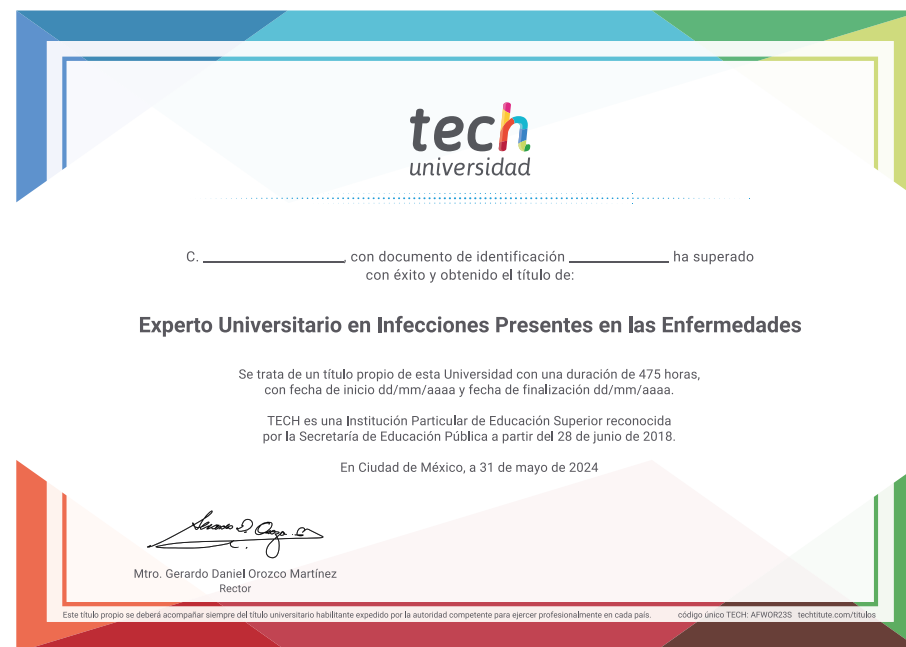 tech
universidad
C. ____________, con documento de identificación ____________ ha superado
con éxito y obtenido el título de:
Experto Universitario en Infecciones Presentes en las Enfermedades
Se trata de un título propio de esta Universidad con una duración de 475 horas,
con fecha de inicio dd/mm/aaaa y fecha de finalización dd/mm/aaaa.
TECH es una Institución Particular de Educación Superior reconocida
por la Secretaría de Educación Pública a partir del 28 de junio de 2018.
En Ciudad de México, a 31 de mayo de 2024
Mtro. Gerardo Daniel Orozco Martínez
Rector
Este título propio se deberá acompañar siempre del título universitario habilitante expedido por la autoridad competente para ejercer profesionalmente en cada país. código único TECH: AFWOR23S techtitute.com/titulos